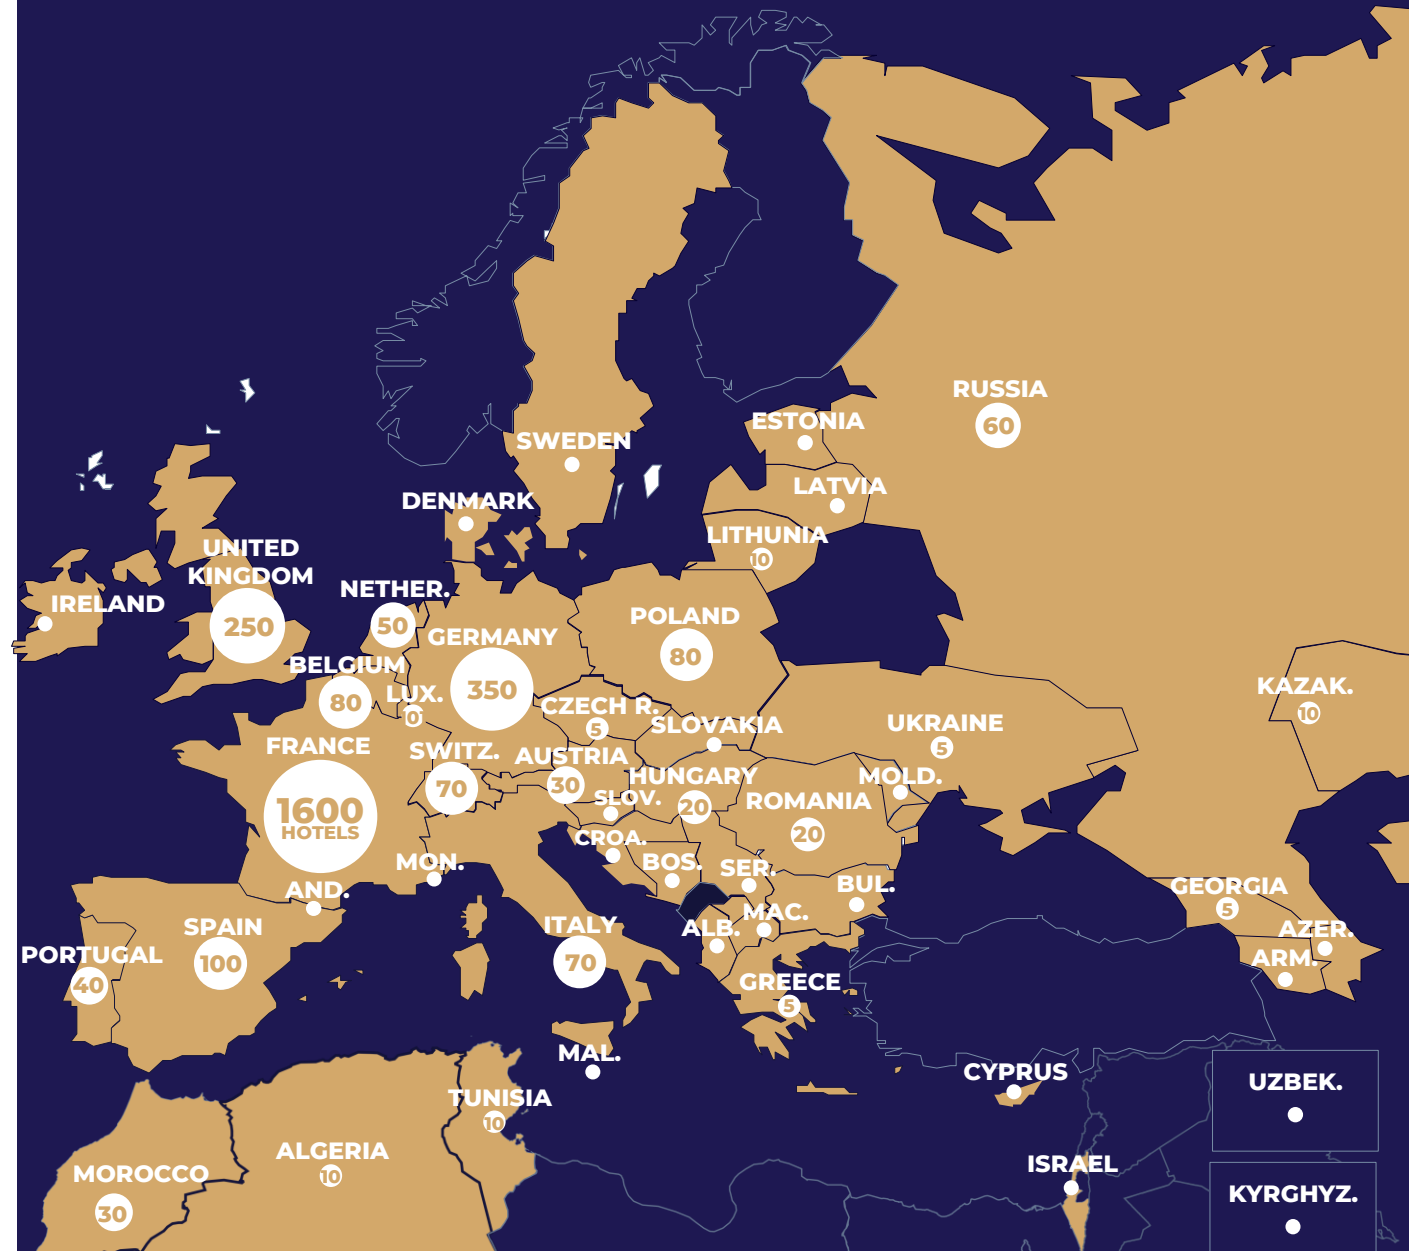 RUSSIA
60
ESTONIA
SWEDEN
LATVIA
DENMARK
LITHUNIA
10
UNITED
KINGDOM
250
NETHER.
50
IRELAND
POLAND
80
GERMANY
350
BELGIUM
80
LUX.
10
KAZAK.
10
CZECH R.
5
SLOVAKIA
UKRAINE
5
FRANCE
1600
HOTELS
SWITZ.
70
AUSTRIA
30
HUNGARY
20
MOLD.
SLOV.
ROMANIA
20
CROA.
MON.
BOS.
SER.
AND.
BUL.
GEORGIA
5
SPAIN
100
ITALY
70
MAC.
ALB.
AZER.
PORTUGAL
40
ARM.
GREECE
5
MAL.
CYPRUS
UZBEK.
TUNISIA
10
ALGERIA
10
MOROCCO
30
ISRAEL
KYRGHYZ.